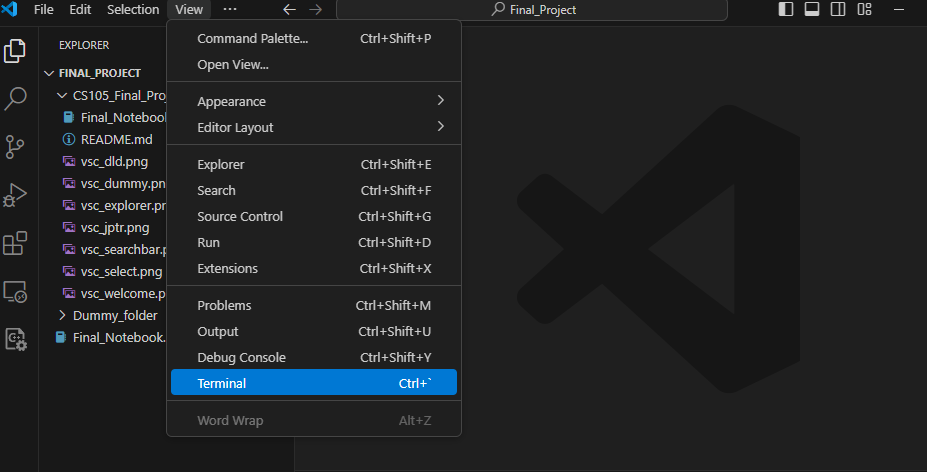 File Edit Selection View ··· Final_Project
EXPLORER
FINAL_PROJECT
CS105_Final_Proj
Final_Notebook
README.md
vsc_dld.png
vsc_dummy.pn
vsc_explorer.pr
vsc_jptr.png
vsc_searchbar.p
vsc_select.png
vsc_welcome.p
Dummy_folder
Final_Notebook.
Command Palette... Ctrl+Shift+P
Open View...
Appearance
Editor Layout
Explorer Ctrl+Shift+E
Search Ctrl+Shift+F
Source Control Ctrl+Shift+G
Run Ctrl+Shift+D
Extensions Ctrl+Shift+X
Problems Ctrl+Shift+M
Output Ctrl+Shift+U
Debug Console Ctrl+Shift+Y
Terminal Ctrl+`
Word Wrap Alt+Z